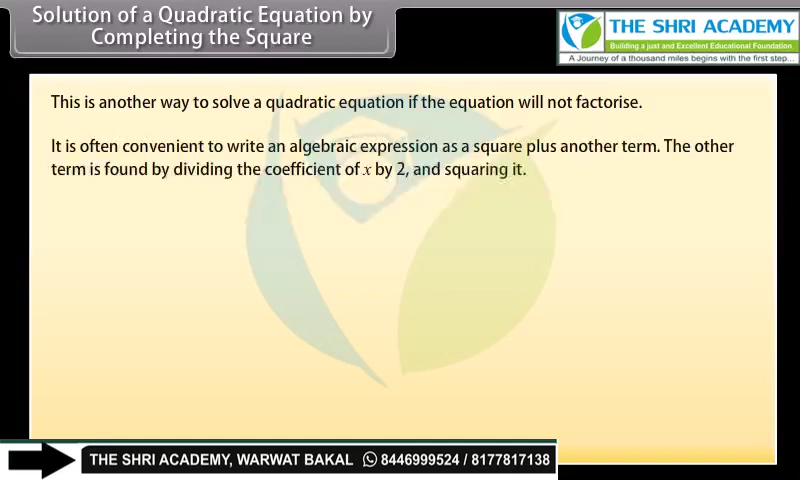 Solution of a Quadratic Equation by
Completing the Square
THE SHRI ACADEMY
Building a just and Excellent Educational Foundation
A Journey of a thousand miles begins with the first step...
This is another way to solve a quadratic equation if the equation will not factorise.
It is often convenient to write an algebraic expression as a square plus another term. The other
term is found by dividing the coefficient of x by 2, and squaring it.
THE SHRI ACADEMY, WARWAT BAKAL 8446999524 / 8177817138